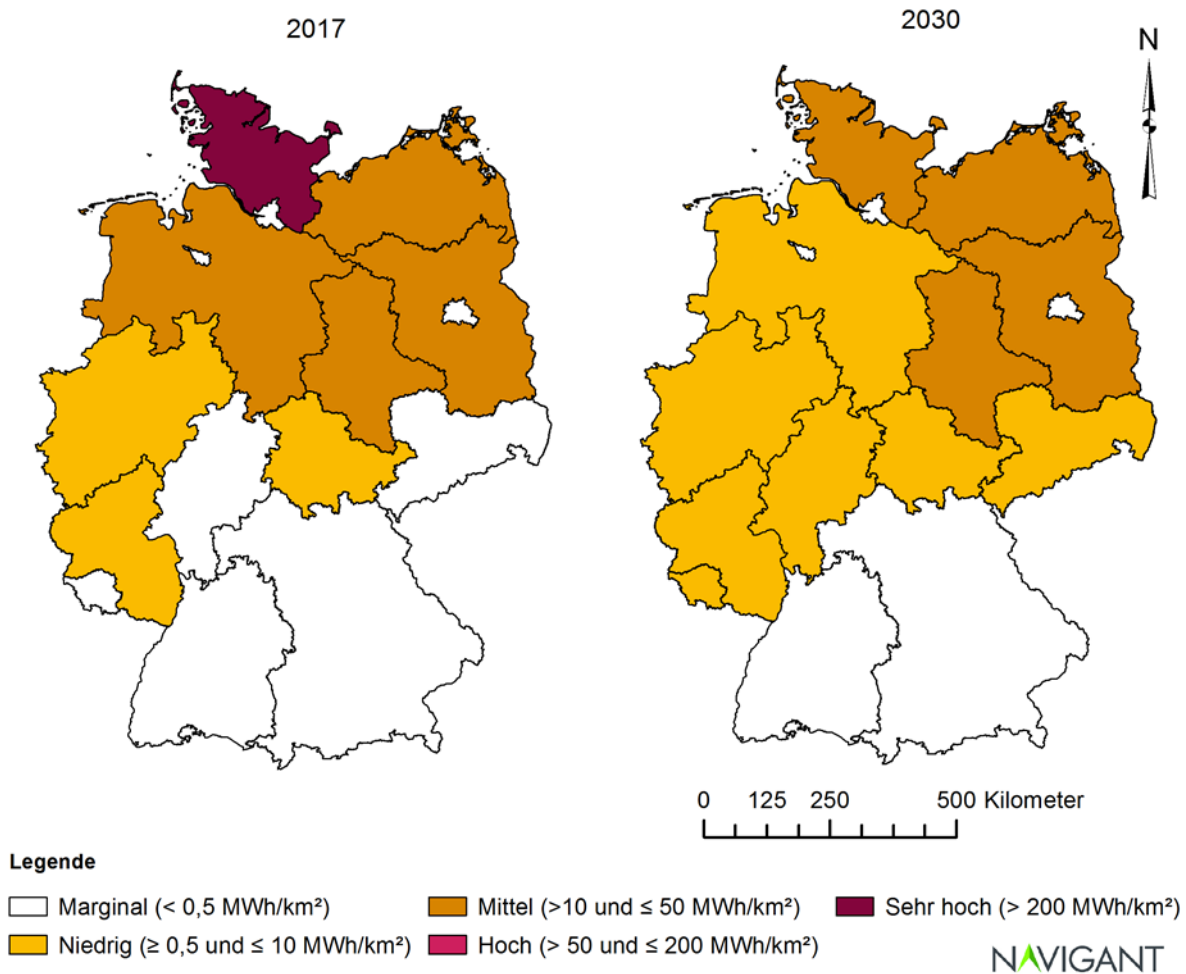 2017
2030
N
0 125 250 500 Kilometer
Legende
Marginal (< 0,5 MWh/km²)
Mittel (>10 und ≤ 50 MWh/km²)
Sehr hoch (> 200 MWh/km²)
Niedrig (≥ 0,5 und ≤ 10 MWh/km²)
Hoch (> 50 und ≤ 200 MWh/km²)
NAVIGANT